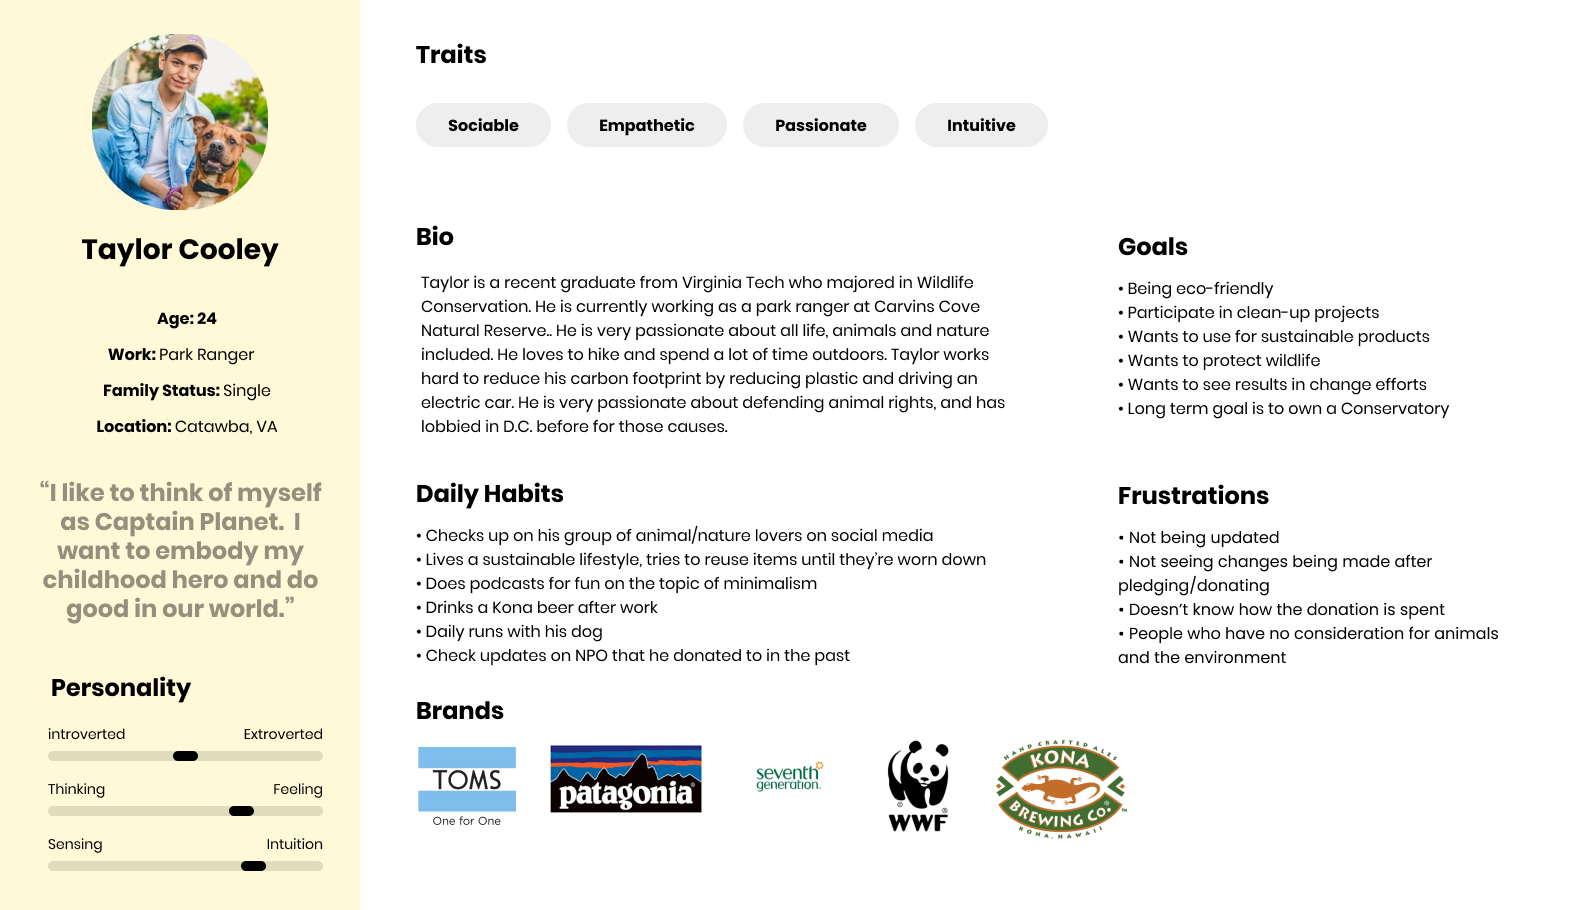 Taylor Cooley
Age: 24
Work: Park Ranger
Family Status: Single
Location: Catawba, VA
“I like to think of myself
as Captain Planet. I
want to embody my
childhood hero and do
good in our world.”
Personality
introverted Extroverted
Thinking Feeling
Sensing Intuition
Traits
Sociable Empathetic Passionate Intuitive
Bio
Taylor is a recent graduate from Virginia Tech who majored in Wildlife
Conservation. He is currently working as a park ranger at Carvins Cove
Natural Reserve.. He is very passionate about all life, animals and nature
included. He loves to hike and spend a lot of time outdoors. Taylor works
hard to reduce his carbon footprint by reducing plastic and driving an
electric car. He is very passionate about defending animal rights, and has
lobbied in D.C. before for those causes.
Goals
• Being eco-friendly
• Participate in clean-up projects
• Wants to use for sustainable products
• Wants to protect wildlife
• Wants to see results in change efforts
• Long term goal is to own a Conservatory
Daily Habits
• Checks up on his group of animal/nature lovers on social media
• Lives a sustainable lifestyle, tries to reuse items until they’re worn down
• Does podcasts for fun on the topic of minimalism
• Drinks a Kona beer after work
• Daily runs with his dog
• Check updates on NPO that he donated to in the past
Frustrations
• Not being updated
• Not seeing changes being made after
pledging/donating
• Doesn’t know how the donation is spent
• People who have no consideration for animals
and the environment
Brands
TOMS
One for One
patagonia®
seventh
generation.
© ®
WWF
HAND CRAFTED ALES
KONA
BREWING CO.®
KONA, HAWAII
™